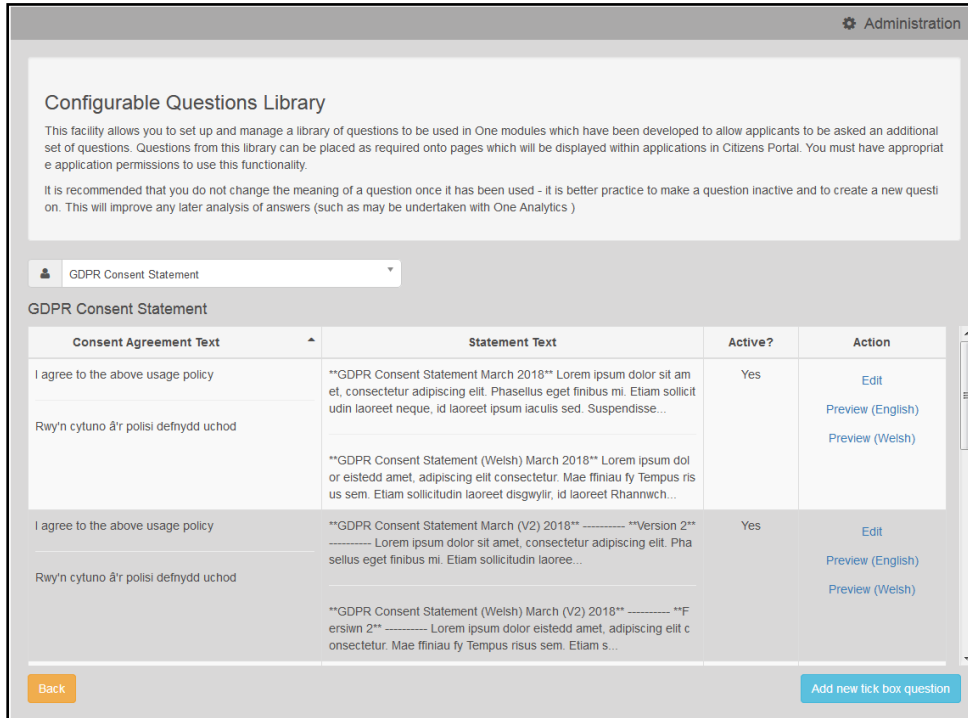 Administration
Configurable Questions Library
This facility allows you to set up and manage a library of questions to be used in One modules which have been developed to allow applicants to be asked an additional
set of questions. Questions from this library can be placed as required onto pages which will be displayed within applications in Citizens Portal. You must have appropriat
e application permissions to use this functionality.
It is recommended that you do not change the meaning of a question once it has been used - it is better practice to make a question inactive and to create a new questi
on. This will improve any later analysis of answers (such as may be undertaken with One Analytics )
GDPR Consent Statement
GDPR Consent Statement
Consent Agreement Text Statement Text Active? Action
I agree to the above usage policy
Rwy'n cytuno â'r polisi defnydd uchod
**GDPR Consent Statement March 2018** Lorem ipsum dolor sit am
et, consectetur adipiscing elit. Phasellus eget finibus mi. Etiam sollicit
udin laoreet neque, id laoreet ipsum iaculis sed. Suspendisse...
**GDPR Consent Statement (Welsh) March 2018** Lorem ipsum dol
or eistedd amet, adipiscing elit consectetur. Mae ffiniau fy Tempus ris
us sem. Etiam sollicitudin laoreet disgwylir, id laoreet Rhannwch...
Yes
Edit
Preview (English)
Preview (Welsh)
I agree to the above usage policy
Rwy'n cytuno â'r polisi defnydd uchod
**GDPR Consent Statement March (V2) 2018** ---------- **Version 2**
---------- Lorem ipsum dolor sit amet, consectetur adipiscing elit. Pha
sellus eget finibus mi. Etiam sollicitudin laoree...
**GDPR Consent Statement (Welsh) March (V2) 2018** ---------- **F
ersiwn 2** ---------- Lorem ipsum dolor eistedd amet, adipiscing elit c
onsectetur. Mae ffiniau fy Tempus risus sem. Etiam s...
Yes
Edit
Preview (English)
Preview (Welsh)
Back
Add new tick box question